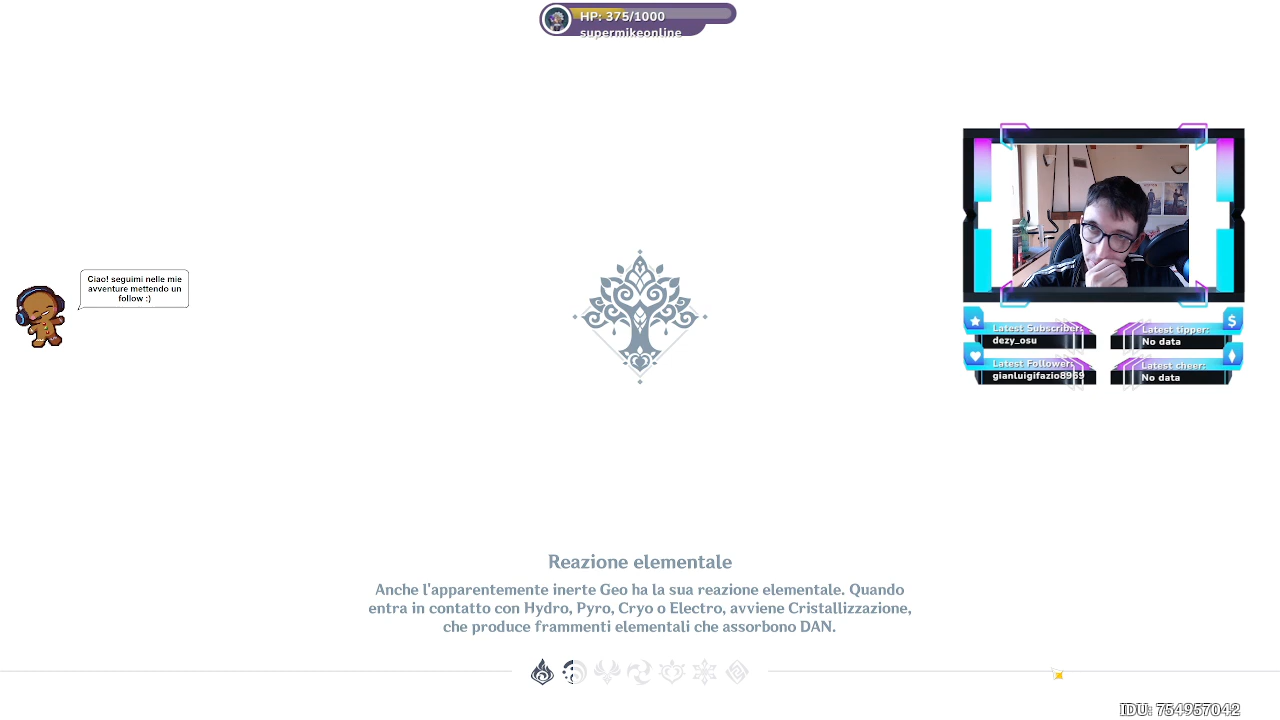 HP: 375/1000
supermikeonline
Ciao! seguimi nelle mie
avventure mettendo un
follow :)
Latest Subscriber:
dezy_osu
Latest tipper:
No data
Latest Follower:
gianluigifazio8969
Latest cheer:
No data
Reazione elementale
Anche l'apparentemente inerte Geo ha la sua reazione elementale. Quando
entra in contatto con Hydro, Pyro, Cryo o Electro, avviene Cristallizzazione,
che produce frammenti elementali che assorbono DAN.
IDU: 754957042